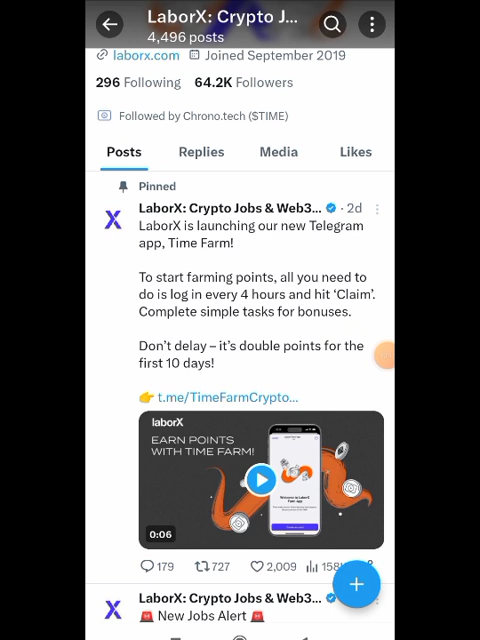 LaborX: Crypto J...
4,496 posts
laborx.com Joined September 2019
296 Following 64.2K Followers
Followed by Chrono.tech ($TIME)
Posts Replies Media Likes
Pinned
LaborX: Crypto Jobs & Web3... · 2d
LaborX is launching our new Telegram
app, Time Farm!
To start farming points, all you need to
do is log in every 4 hours and hit ‘Claim’.
Complete simple tasks for bonuses.
Don’t delay – it’s double points for the
first 10 days!
👉 t.me/TimeFarmCrypto...
laborX
EARN POINTS
WITH TIME FARM!
0:06
179 727 2,009
LaborX: Crypto Jobs & Web3...
🚨 New Jobs Alert 🚨